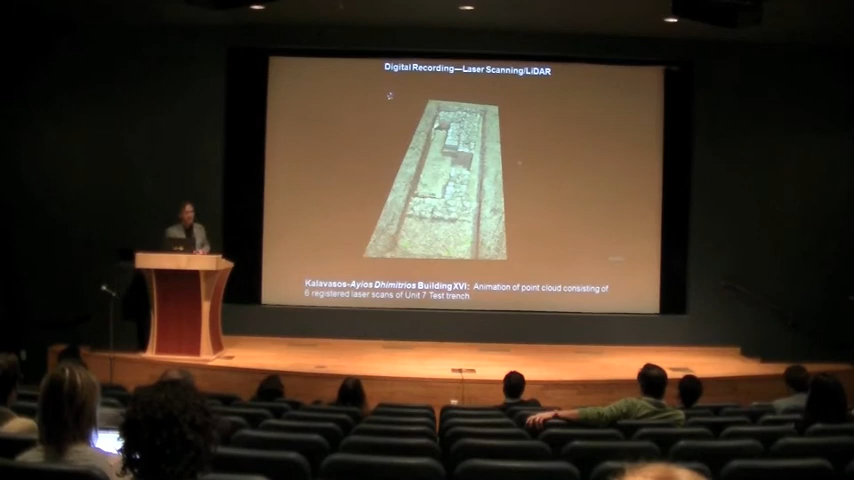 Digital Recording—Laser Scanning/LiDAR
Kalavasos-Ayios Dhimitrios Building XVI: Animation of point cloud consisting of
6 registered laser scans of Unit 7 Test trench.